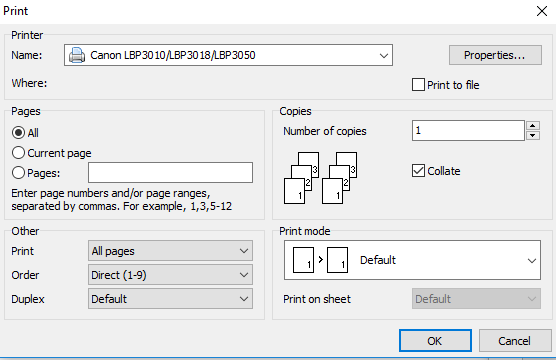 Print
Printer
Name:
Canon LBP3010/LBP3018/LBP3050
Properties...
Where:
Print to file
Pages
All
Current page
Pages:
Enter page numbers and/or page ranges,
separated by commas. For example, 1,3,5-12
Copies
Number of copies
1
3
2
1
3
2
1
Collate
Other
Print
All pages
Order
Direct (1-9)
Duplex
Default
Print mode
1 > 1 Default
Print on sheet
Default
OK
Cancel